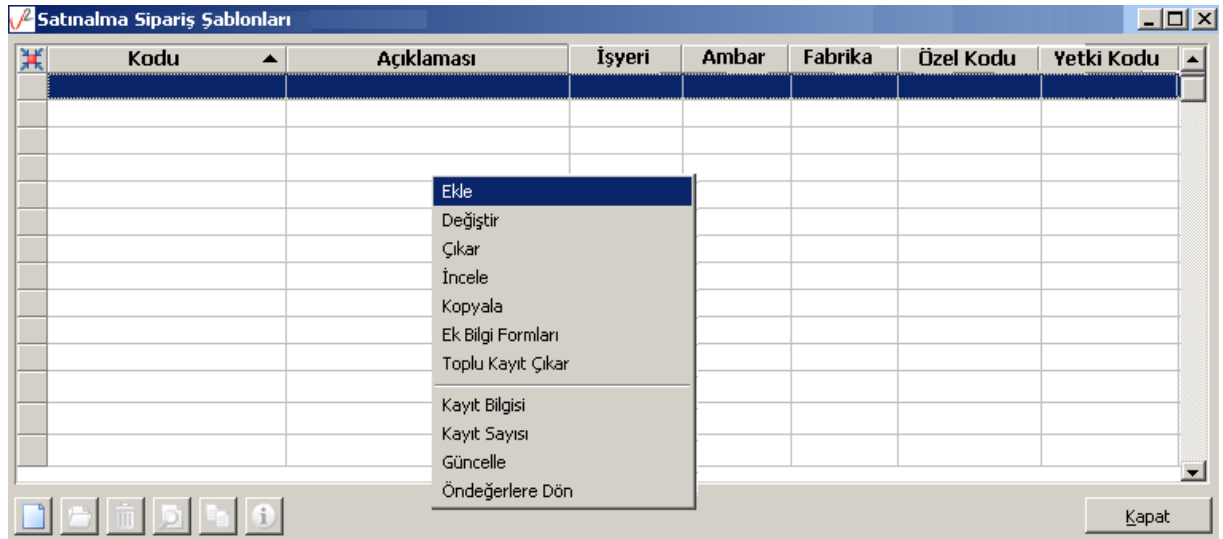 Satınalma Sipariş Şablonları
Kodu Açıklaması İşyeri Ambar Fabrika Özel Kodu Yetki Kodu
Ekle
Değiştir
Çıkar
İncele
Kopyala
Ek Bilgi Formları
Toplu Kayıt Çıkar
Kayıt Bilgisi
Kayıt Sayısı
Güncelle
Öndeğerlere Dön
Kapat